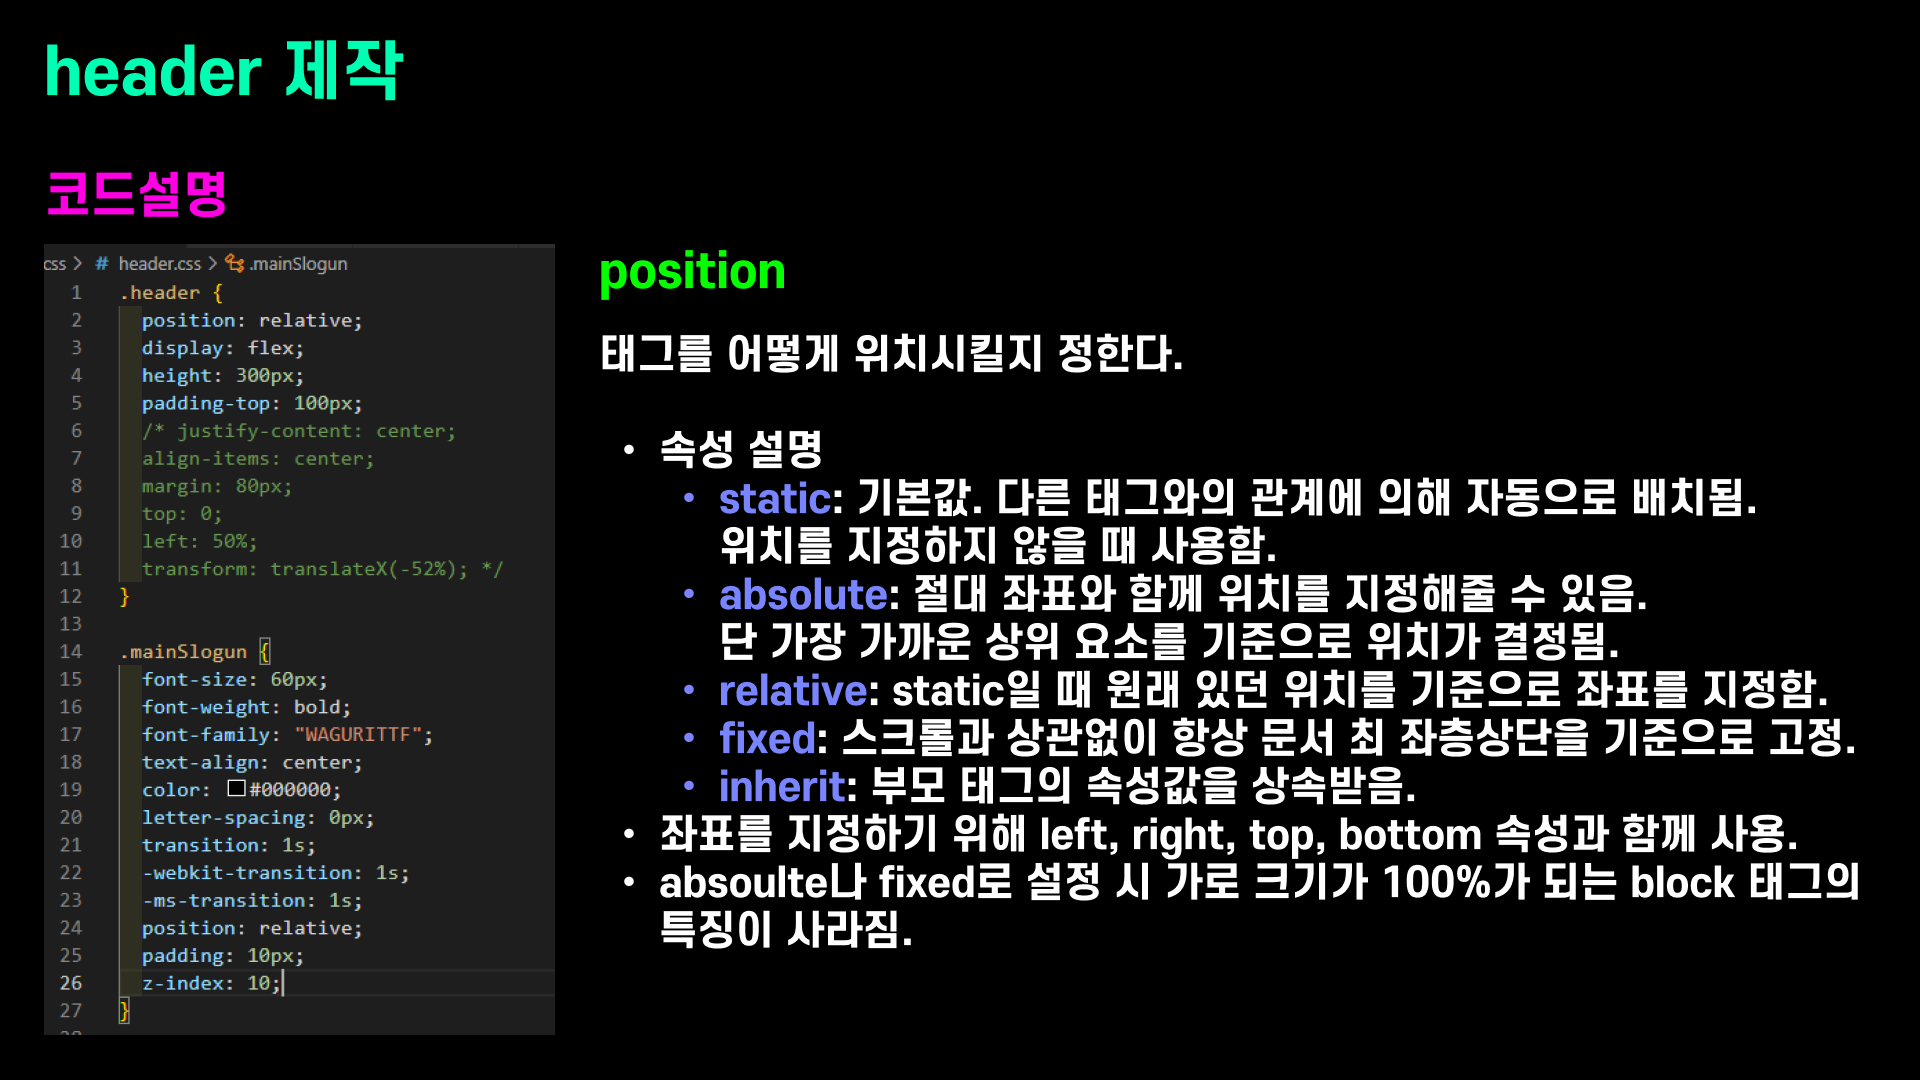 header 제작
코드설명
css > # header.css > .mainSlogun
1 .header {
2 position: relative;
3 display: flex;
4 height: 300px;
5 padding-top: 100px;
6 /* justify-content: center;
7 align-items: center;
8 margin: 80px;
9 top: 0;
10 left: 50%;
11 transform: translateX(-52%); */
12 }
13
14 .mainSlogun {
15 font-size: 60px;
16 font-weight: bold;
17 font-family: "WAGURITTF";
18 text-align: center;
19 color: #000000;
20 letter-spacing: 0px;
21 transition: 1s;
22 -webkit-transition: 1s;
23 -ms-transition: 1s;
24 position: relative;
25 padding: 10px;
26 z-index: 10;
27 }
position
태그를 어떻게 위치시킬지 정한다.
• 속성 설명
• static: 기본값. 다른 태그와의 관계에 의해 자동으로 배치됨.
위치를 지정하지 않을 때 사용함.
• absolute: 절대 좌표와 함께 위치를 지정해줄 수 있음.
단 가장 가까운 상위 요소를 기준으로 위치가 결정됨.
• relative: static일 때 원래 있던 위치를 기준으로 좌표를 지정함.
• fixed: 스크롤과 상관없이 항상 문서 최 좌층상단을 기준으로 고정.
• inherit: 부모 태그의 속성값을 상속받음.
• 좌표를 지정하기 위해 left, right, top, bottom 속성과 함께 사용.
• absoulte나 fixed로 설정 시 가로 크기가 100%가 되는 block 태그의
특징이 사라짐.